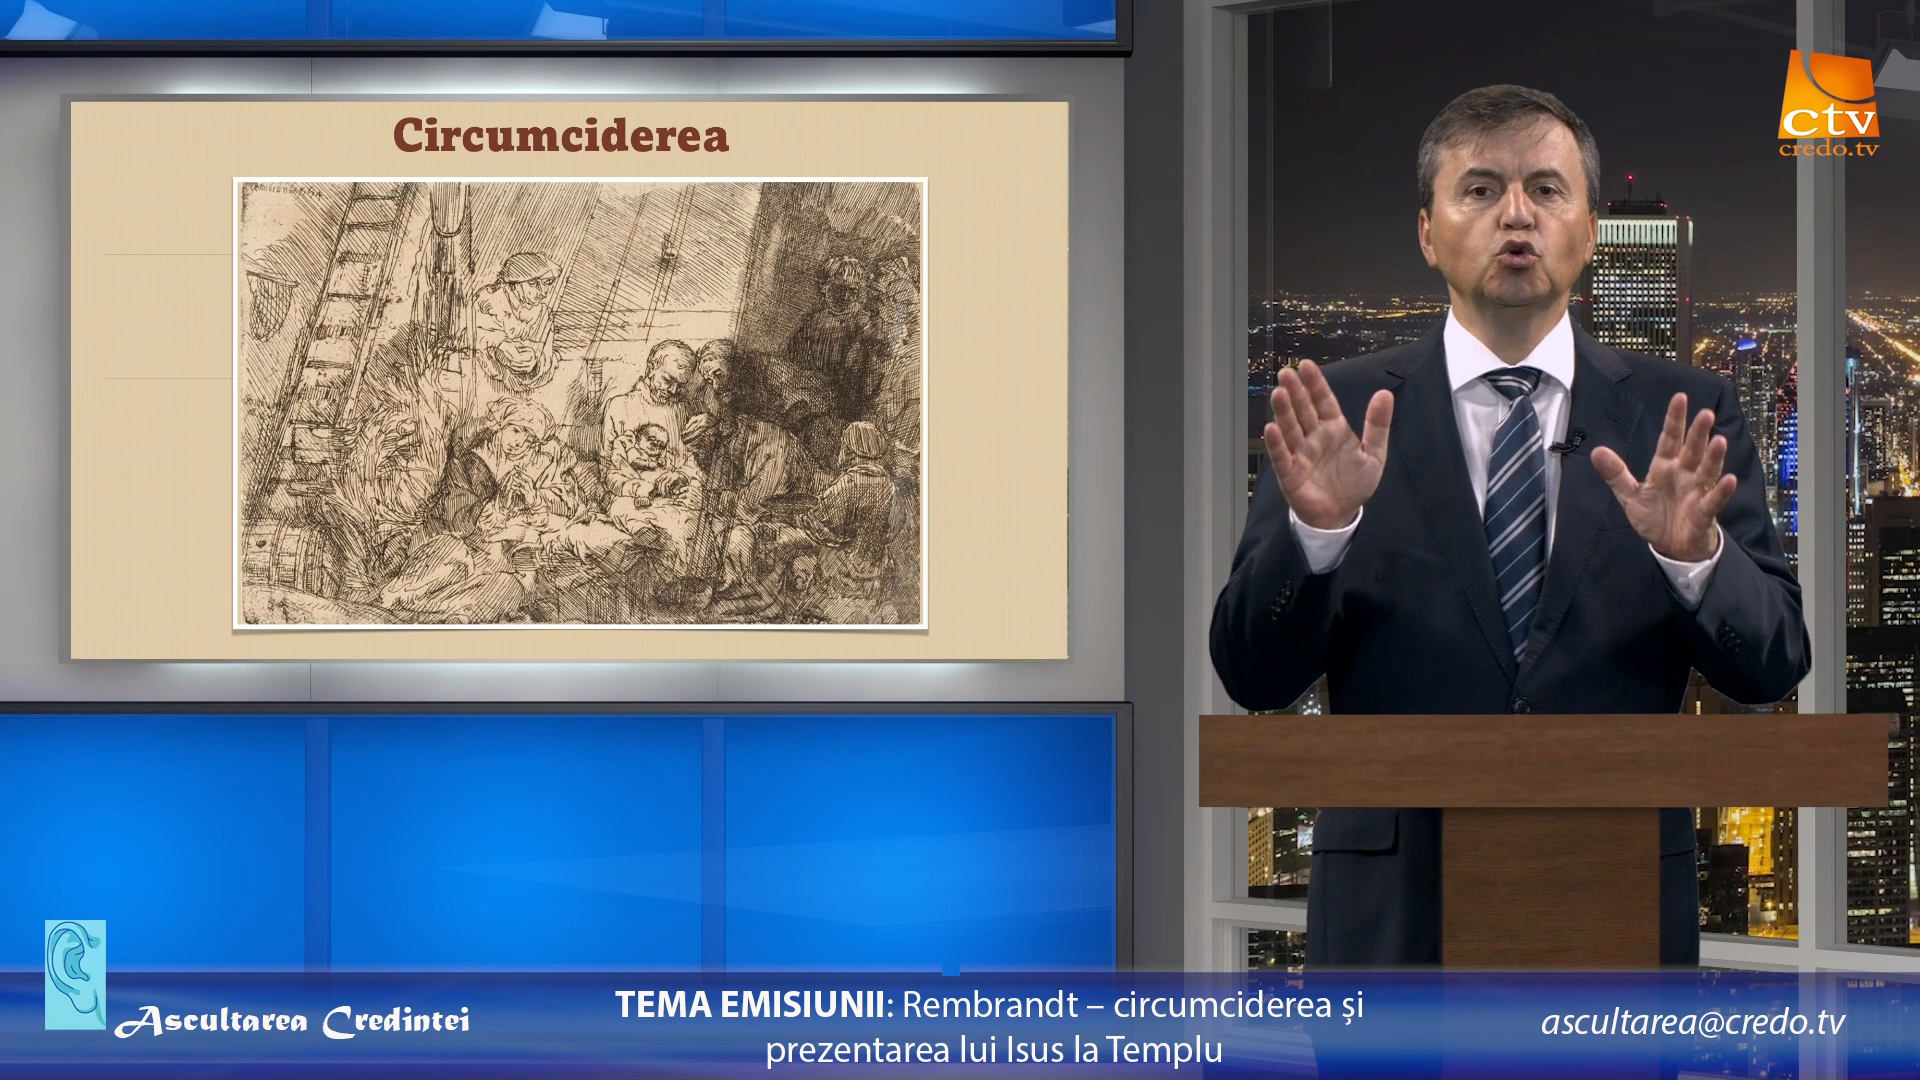 Circumciderea
ctv
credo.tv
Ascultarea Credintei
TEMA EMISIUNII: Rembrandt – circumciderea și
prezentarea lui Isus la Templu
ascultarea@credo.tv